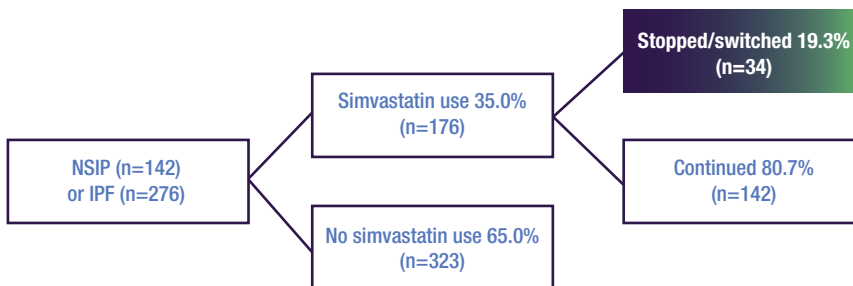 NSIP (n=142)
or IPF (n=276)
Simvastatin use 35.0%
(n=176)
No simvastatin use 65.0%
(n=323)
Stopped/switched 19.3%
(n=34)
Continued 80.7%
(n=142)